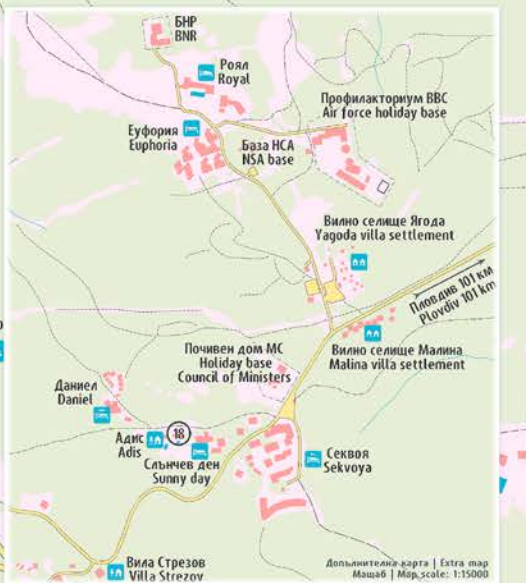 БНР
BNR
Роял
Royal
Профилакториум ВВС
Air force holiday base
Еуфория
Euphoria
База НСА
NSA base
Вилно селище Ягода
Yagoda villa settlement
Пловдив 101 км
Plovdiv 101 km
Почивен дом МС
Holiday base
Council of Ministers
Вилно селище Малина
Malina villa settlement
Даниел
Daniel
Адис
Adis
18
Слънчев ден
Sunny day
Секвоя
Sekvoya
Вила Стрезов
Villa Strezov
Допълнителна карта | Extra map
Мащаб | Map scale: 1:15000